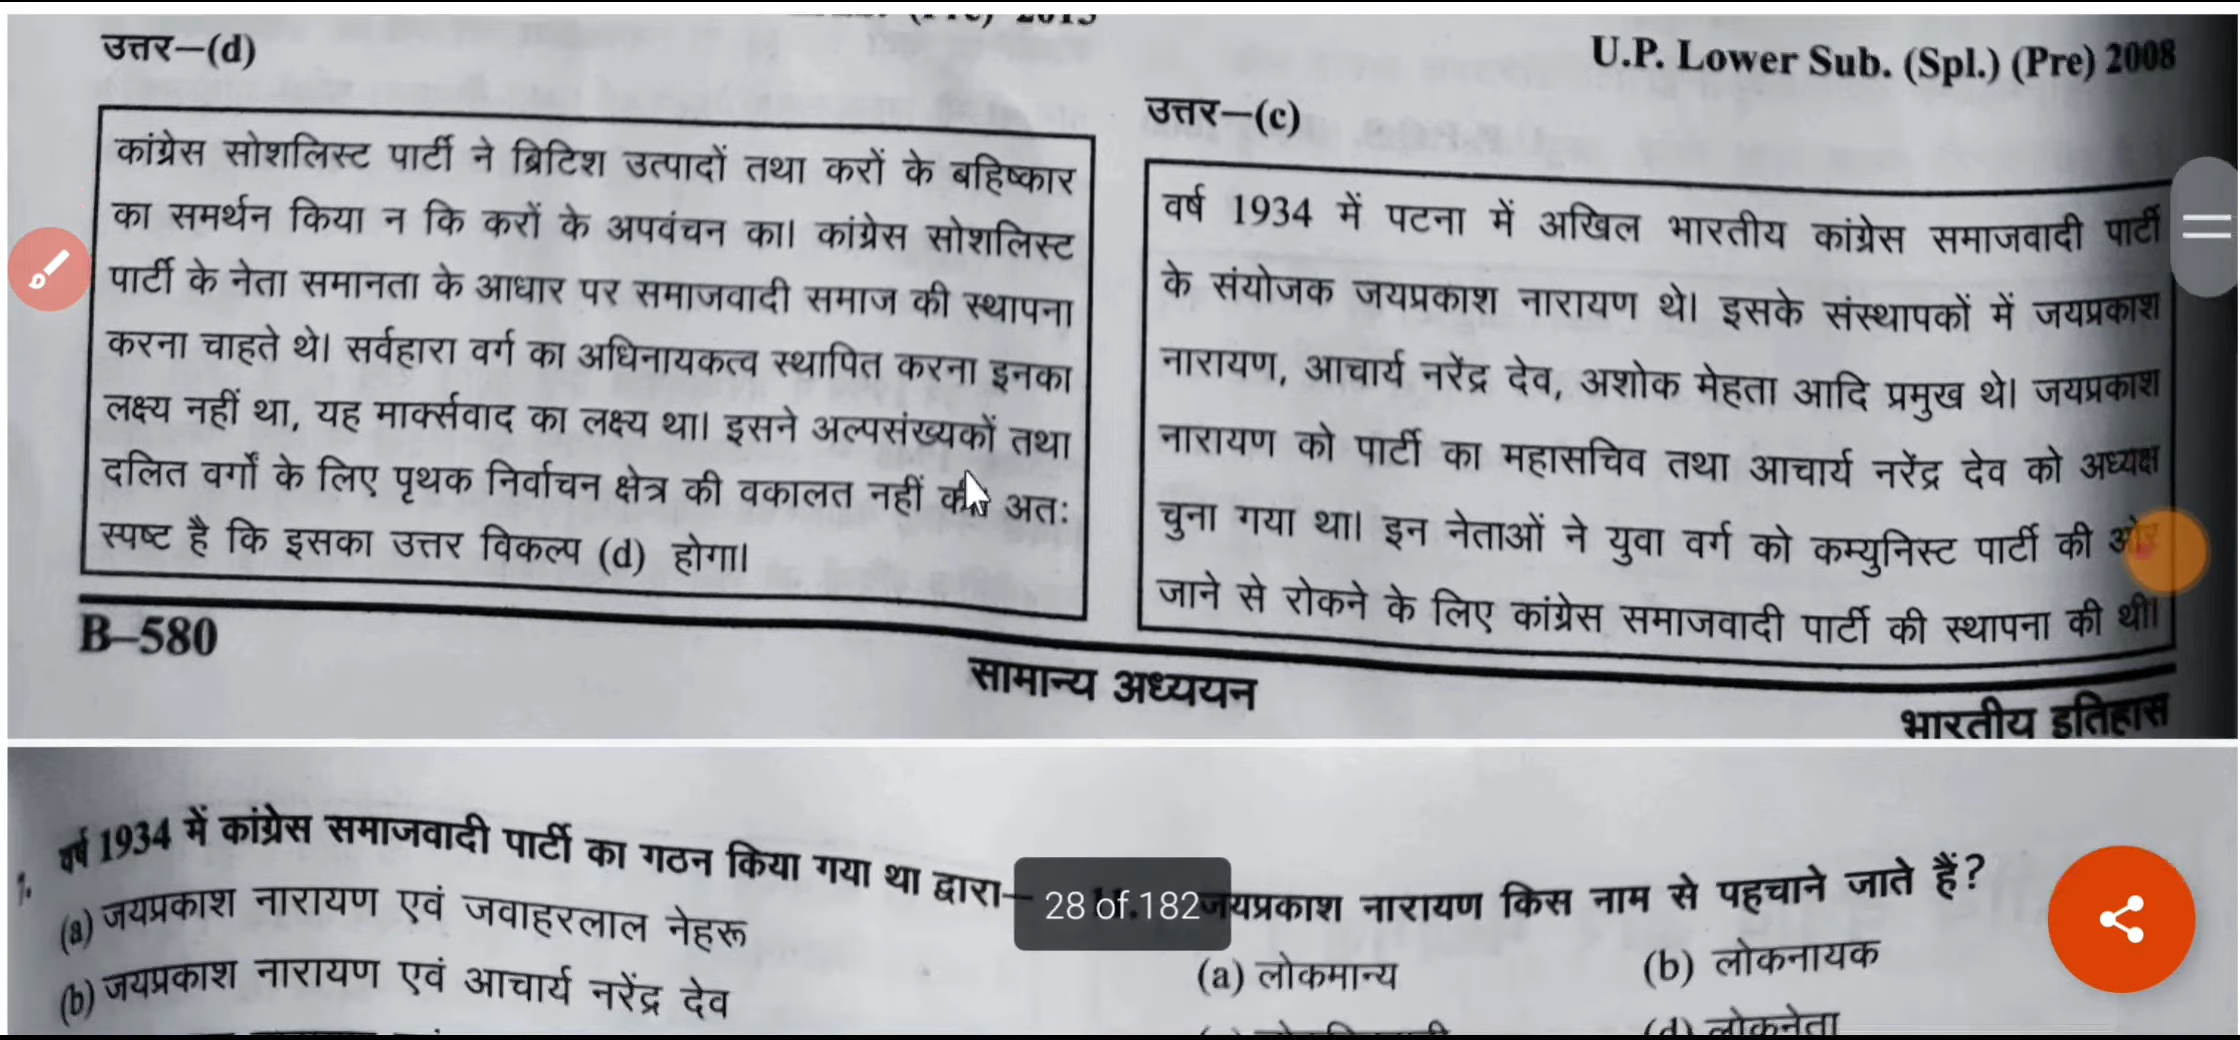 उत्तर–(d)
कांग्रेस सोशलिस्ट पार्टी ने ब्रिटिश उत्पादों तथा करों के बहिष्कार
का समर्थन किया न कि करों के अपवंचन का। कांग्रेस सोशलिस्ट
पार्टी के नेता समानता के आधार पर समाजवादी समाज की स्थापना
करना चाहते थे। सर्वहारा वर्ग का अधिनायकत्व स्थापित करना इनका
लक्ष्य नहीं था, यह मार्क्सवाद का लक्ष्य था। इसने अल्पसंख्यकों तथा
दलित वर्गों के लिए पृथक निर्वाचन क्षेत्र की वकालत नहीं की। अतः
स्पष्ट है कि इसका उत्तर विकल्प (d) होगा।
B–580
U.P. Lower Sub. (Spl.) (Pre) 2008
उत्तर–(c)
वर्ष 1934 में पटना में अखिल भारतीय कांग्रेस समाजवादी पार्टी
के संयोजक जयप्रकाश नारायण थे। इसके संस्थापकों में जयप्रकाश
नारायण, आचार्य नरेंद्र देव, अशोक मेहता आदि प्रमुख थे। जयप्रकाश
नारायण को पार्टी का महासचिव तथा आचार्य नरेंद्र देव को अध्यक्ष
चुना गया था। इन नेताओं ने युवा वर्ग को कम्युनिस्ट पार्टी की ओर
जाने से रोकने के लिए कांग्रेस समाजवादी पार्टी की स्थापना की थी।
सामान्य अध्ययन
भारतीय इतिहास
वर्ष 1934 में कांग्रेस समाजवादी पार्टी का गठन किया गया था द्वारा–
(a) जयप्रकाश नारायण एवं जवाहरलाल नेहरू
(b) जयप्रकाश नारायण एवं आचार्य नरेंद्र देव
28 of 182
जयप्रकाश नारायण किस नाम से पहचाने जाते हैं?
(a) लोकमान्य
(b) लोकनायक
(d) लोकनेता